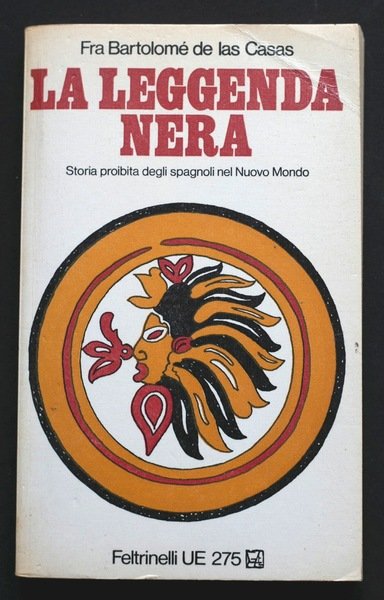 Fra Bartolomé de las Casas
LA LEGGENDA
NERA
Storia proibita degli spagnoli nel Nuovo Mondo
Feltrinelli UE 275